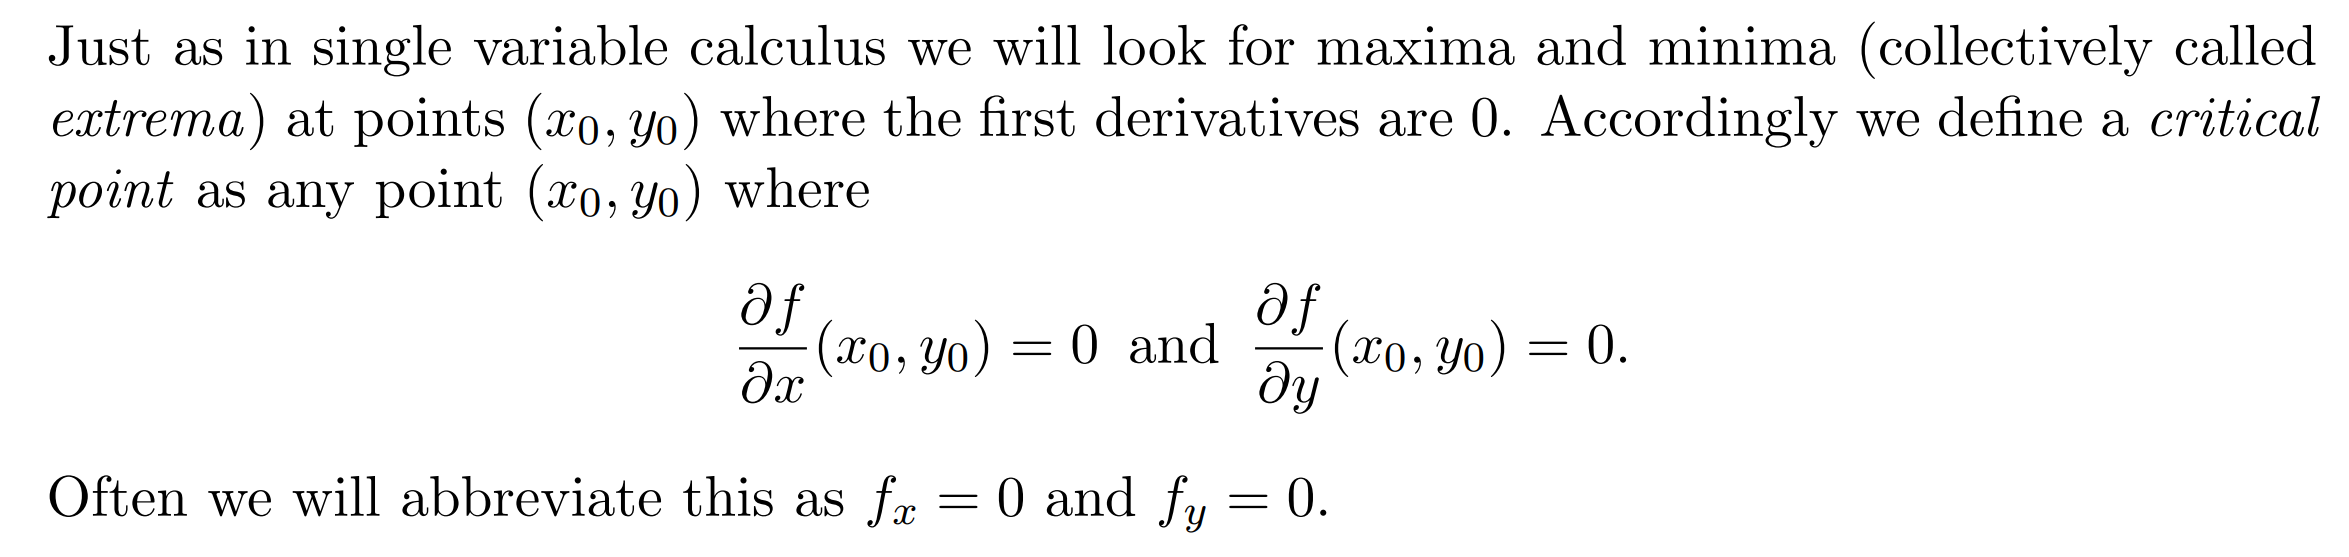 Just as in single variable calculus we will look for maxima and minima (collectively called
extrema) at points (x₀, y₀) where the first derivatives are 0. Accordingly we define a critical
point as any point (x₀, y₀) where
∂f/∂x (x₀, y₀) = 0 and ∂f/∂y (x₀, y₀) = 0.
Often we will abbreviate this as fₓ = 0 and f_y = 0.